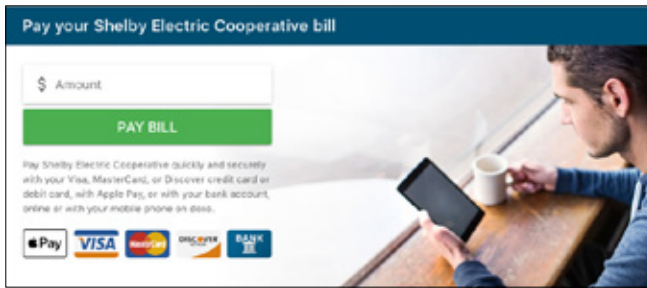 Pay your Shelby Electric Cooperative bill
$ Amount
PAY BILL
Pay Shelby Electric Cooperative quickly and securely
with your Visa, MasterCard, or Discover credit card or
debit card, with Apple Pay, or with your bank account,
online or with your mobile phone on doxo.
Pay VISA MasterCard DISCOVER BANK